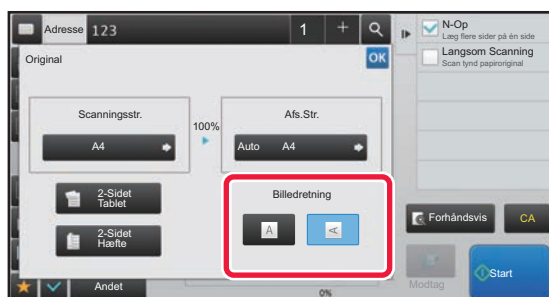 Adresse 123 1 +
N-Op
Læg flere sider på én side
Original
OK
Langsom Scanning
Scan tynd papiroriginal
Scanningsstr.
100%
Afs.Str.
A4
Auto A4
2-Sidet
Tablet
Billedretning
A A
2-Sidet
Hæfte
Forhåndsvis
CA
Andet
0%
Modtag
Start